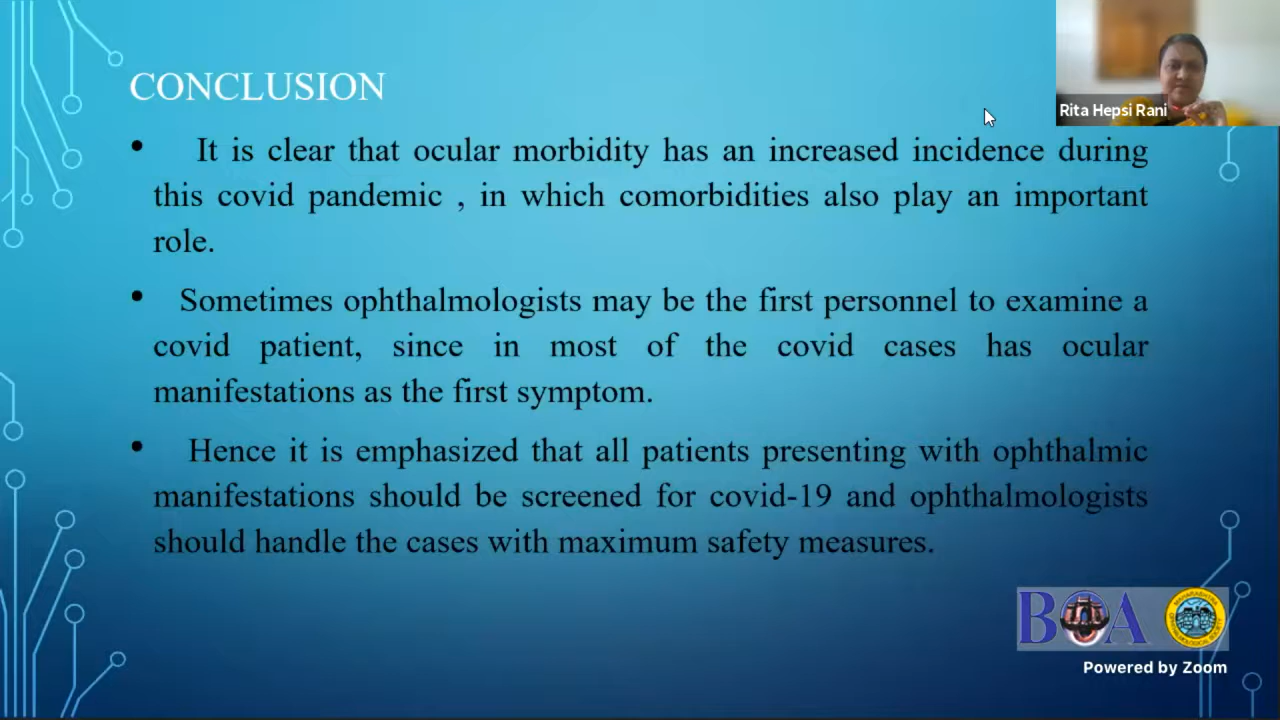 CONCLUSION
Rita Hepsi Rani
• It is clear that ocular morbidity has an increased incidence during
this covid pandemic , in which comorbidities also play an important
role.
• Sometimes ophthalmologists may be the first personnel to examine a
covid patient, since in most of the covid cases has ocular
manifestations as the first symptom.
• Hence it is emphasized that all patients presenting with ophthalmic
manifestations should be screened for covid-19 and ophthalmologists
should handle the cases with maximum safety measures.
BOA
MAHARASHTRA
OPHTHALMOLOGICAL SOCIETY
Powered by Zoom